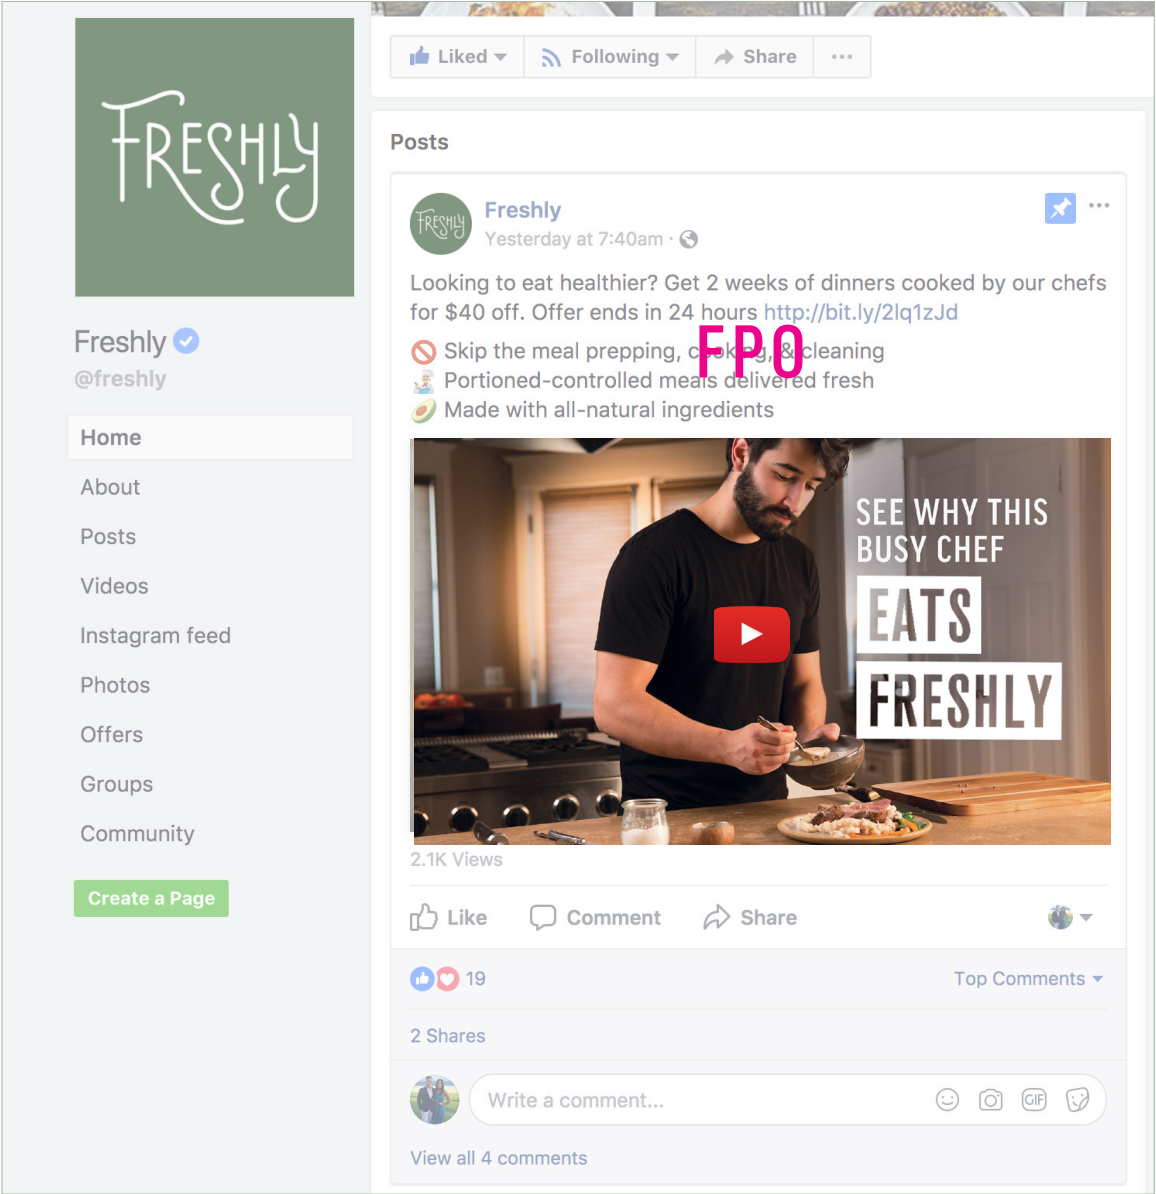 FRESHLY
Freshly
@freshly
Home
About
Posts
Videos
Instagram feed
Photos
Offers
Groups
Community
Create a Page
Liked
Following
Share
Posts
FRESHLY
Freshly
Yesterday at 7:40am ·
Looking to eat healthier? Get 2 weeks of dinners cooked by our chefs
for $40 off. Offer ends in 24 hours http://bit.ly/2lq1zJd
FPO
Skip the meal prepping, cooking, & cleaning
Portioned-controlled meals delivered fresh
Made with all-natural ingredients
SEE WHY THIS
BUSY CHEF
EATS
FRESHLY
2.1K Views
Like Comment Share
19 Top Comments
2 Shares
Write a comment... GIF
View all 4 comments